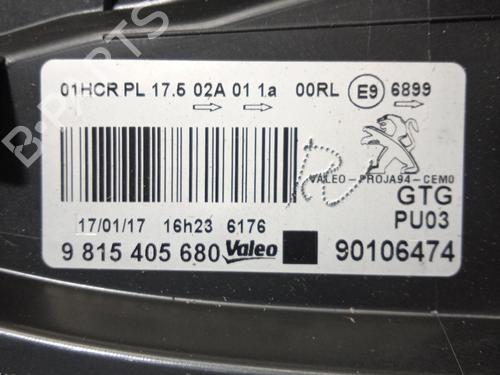 01HCR PL 17.5 02A 01 1a 00RL E9 6899
VALEO-PROJA94-CEM0
GTG
PU03
17/01/17 16h23 6176
9 815 405 680 Valeo 90106474
B-PARTS